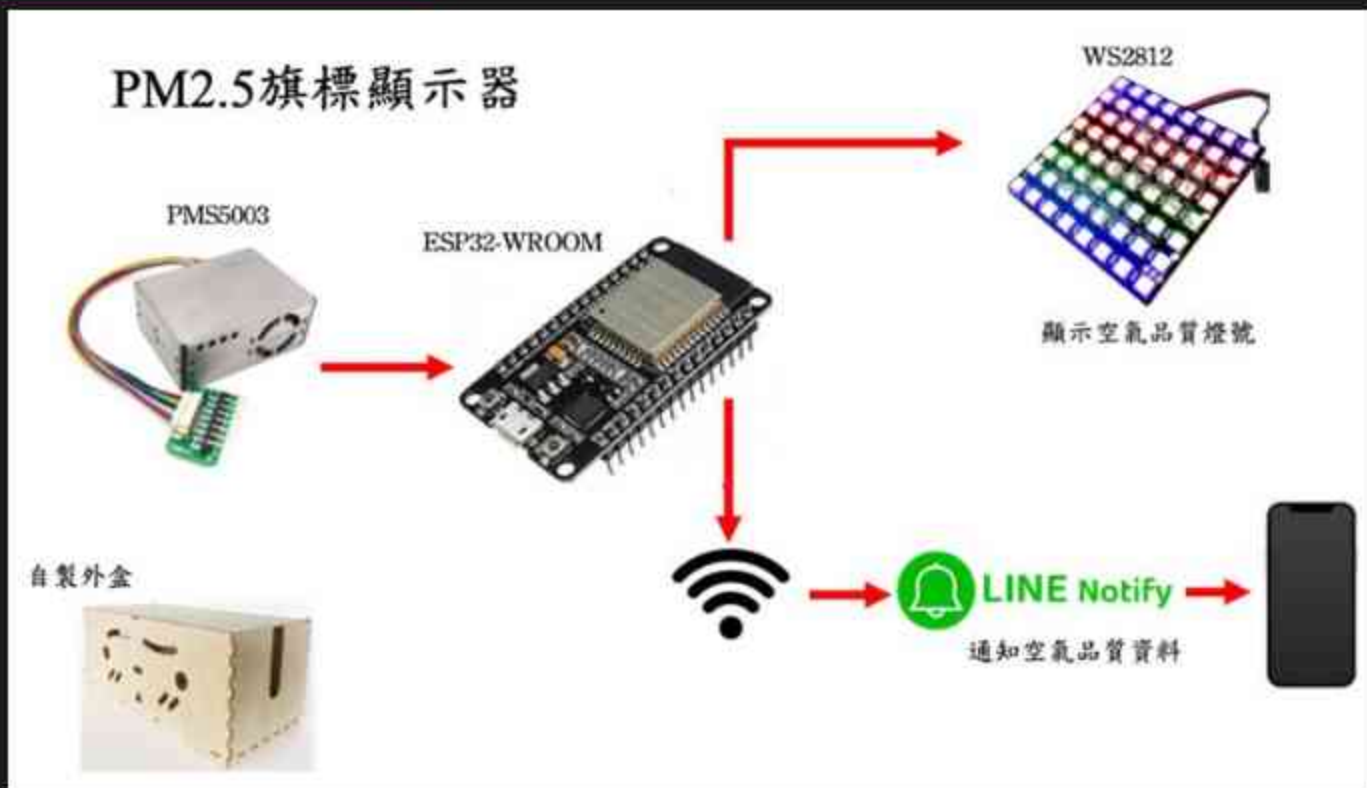 PM2.5旗標顯示器
WS2812
PMS5003
ESP32-WROOM
顯示空氣品質燈號
自製外盒
LINE Notify
通知空氣品質資料